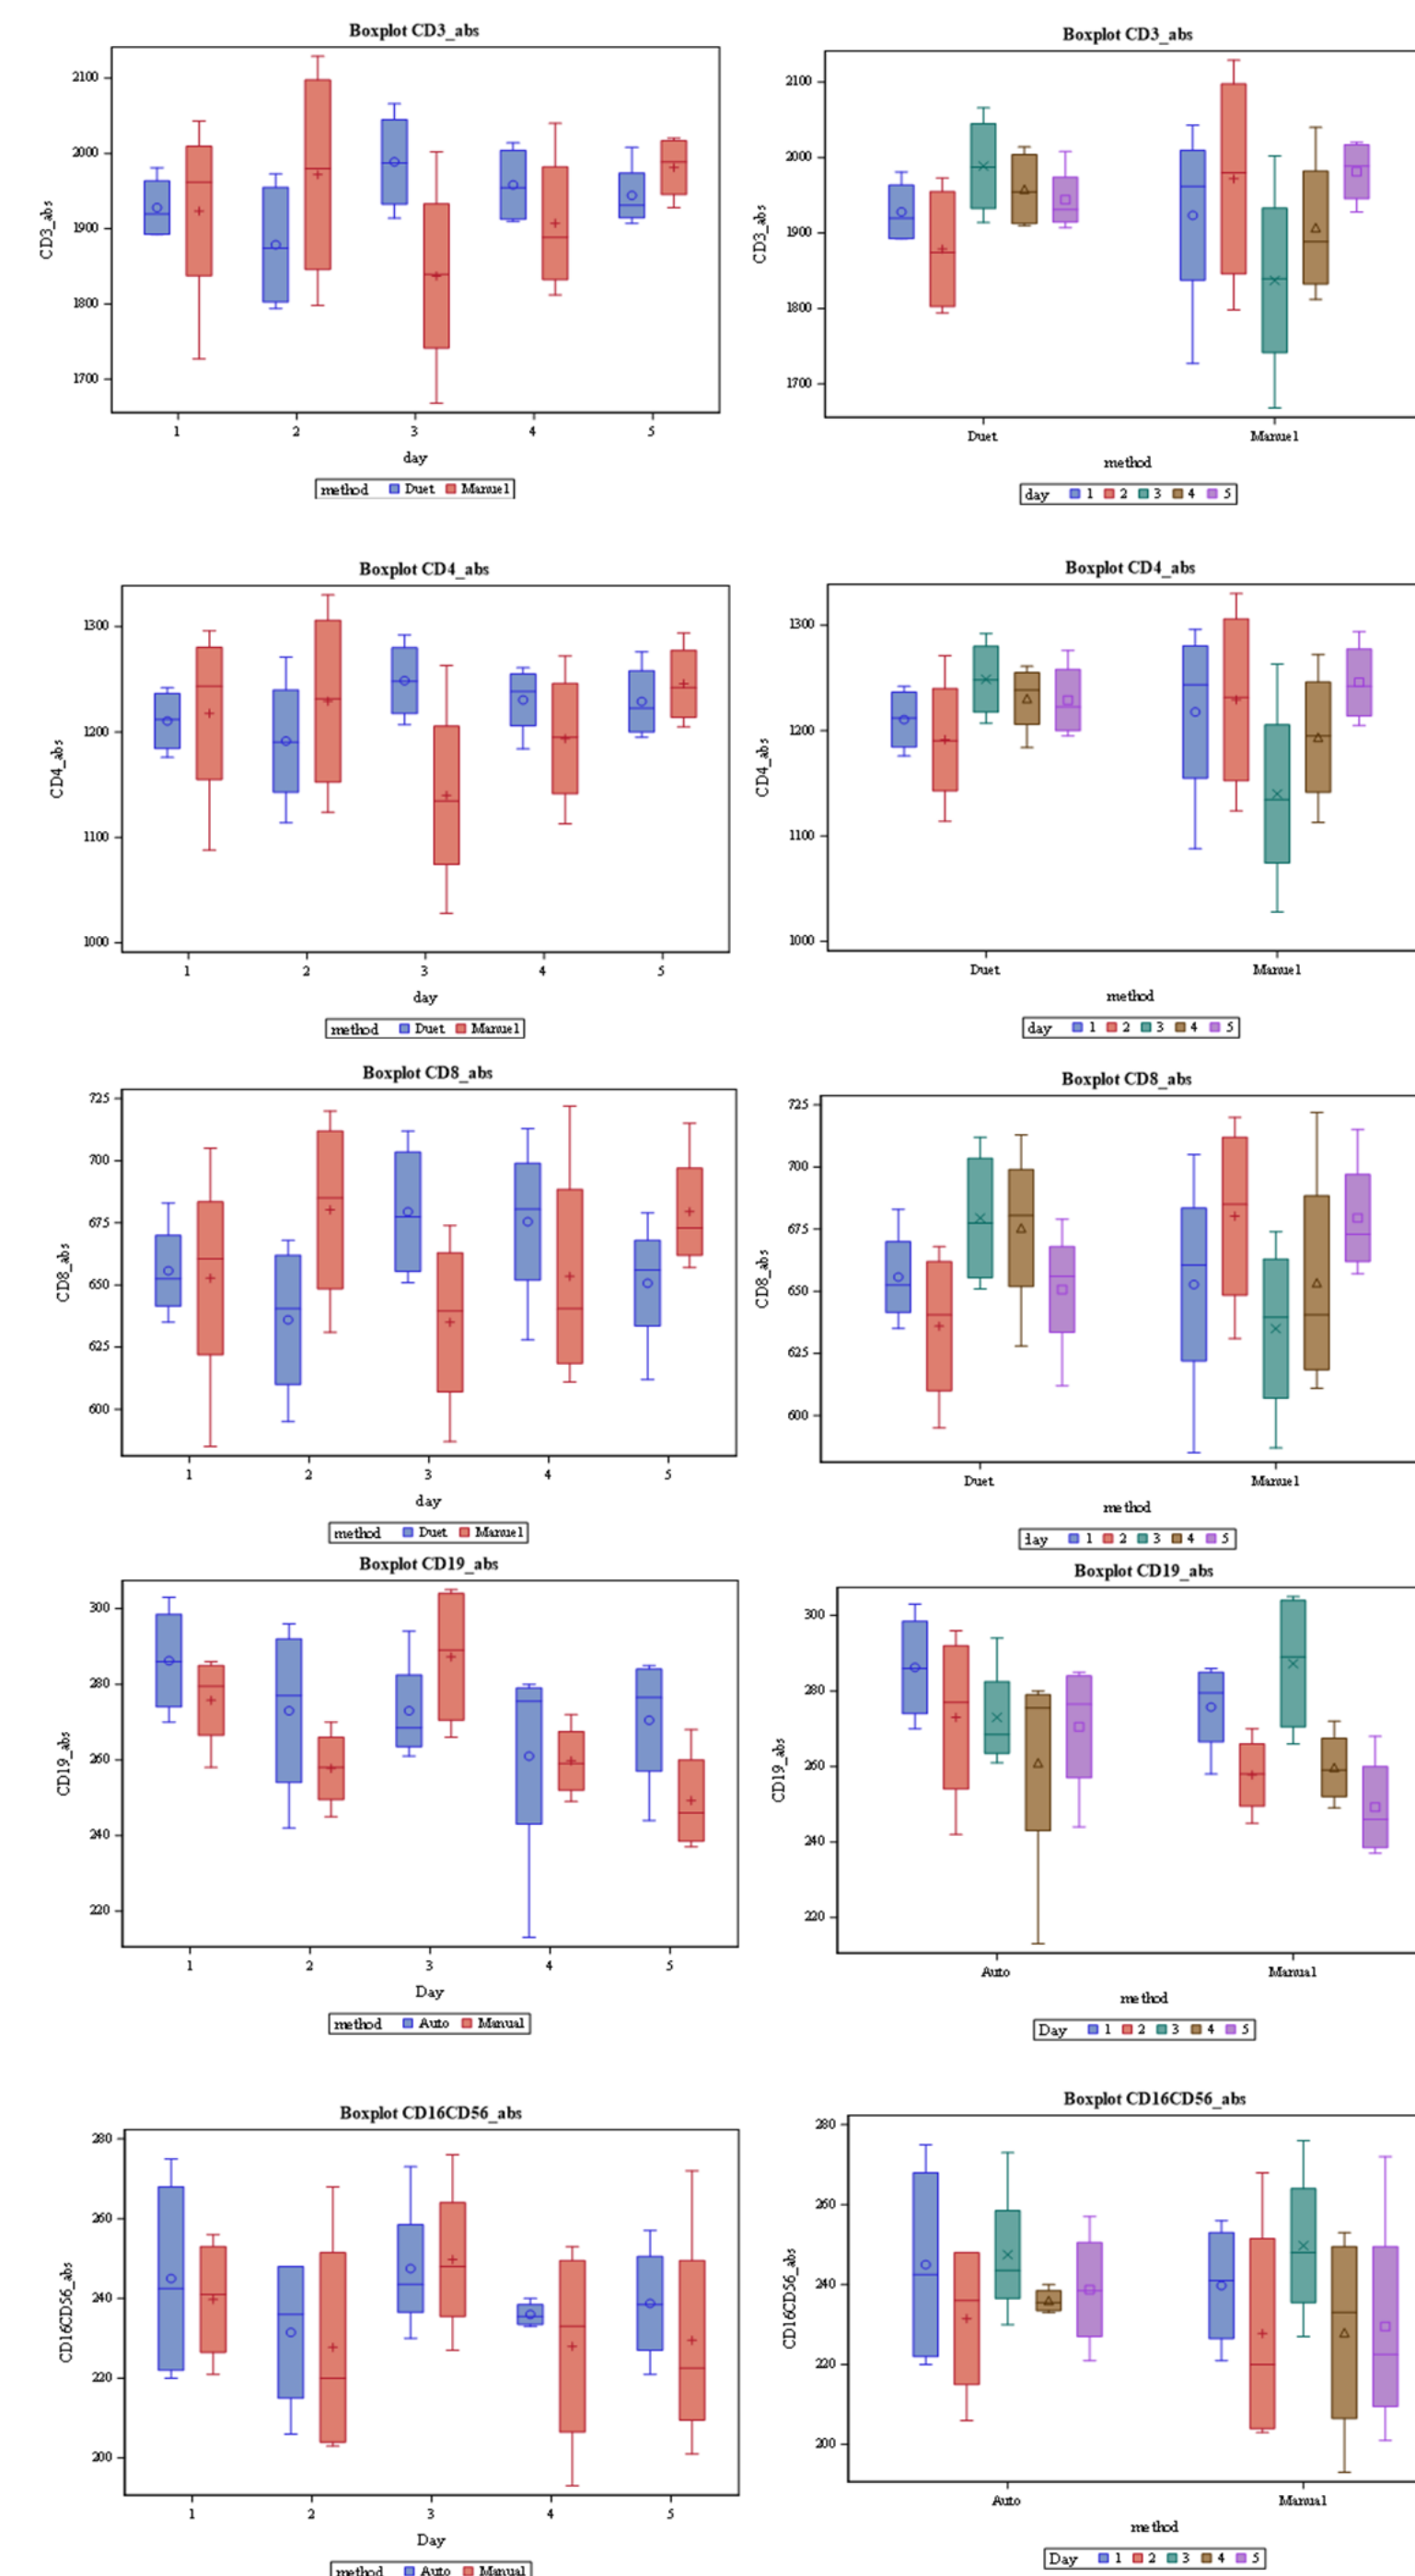 Boxplot CD3_abs
2100
2000
1900
1800
1700
CD3_abs
1 2 3 4 5
day
method Duet Manuel
Boxplot CD3_abs
2100
2000
1900
1800
1700
CD3_abs
Duet Manuel
method
day 1 2 3 4 5
Boxplot CD4_abs
1300
1200
1100
1000
CD4_abs
1 2 3 4 5
day
method Duet Manuel
Boxplot CD4_abs
1300
1200
1100
1000
CD4_abs
Duet Manuel
method
day 1 2 3 4 5
Boxplot CD8_abs
725
700
675
650
625
600
CD8_abs
1 2 3 4 5
day
method Duet Manuel
Boxplot CD8_abs
725
700
675
650
625
600
CD8_abs
Duet Manuel
method
day 1 2 3 4 5
Boxplot CD19_abs
300
280
260
240
220
CD19_abs
1 2 3 4 5
Day
method Auto Manual
Boxplot CD19_abs
300
280
260
240
220
CD19_abs
Auto Manual
method
Day 1 2 3 4 5
Boxplot CD16CD56_abs
280
260
240
220
200
CD16CD56_abs
1 2 3 4 5
Day
method Auto Manual
Boxplot CD16CD56_abs
280
260
240
220
200
CD16CD56_abs
Auto Manual
method
Day 1 2 3 4 5